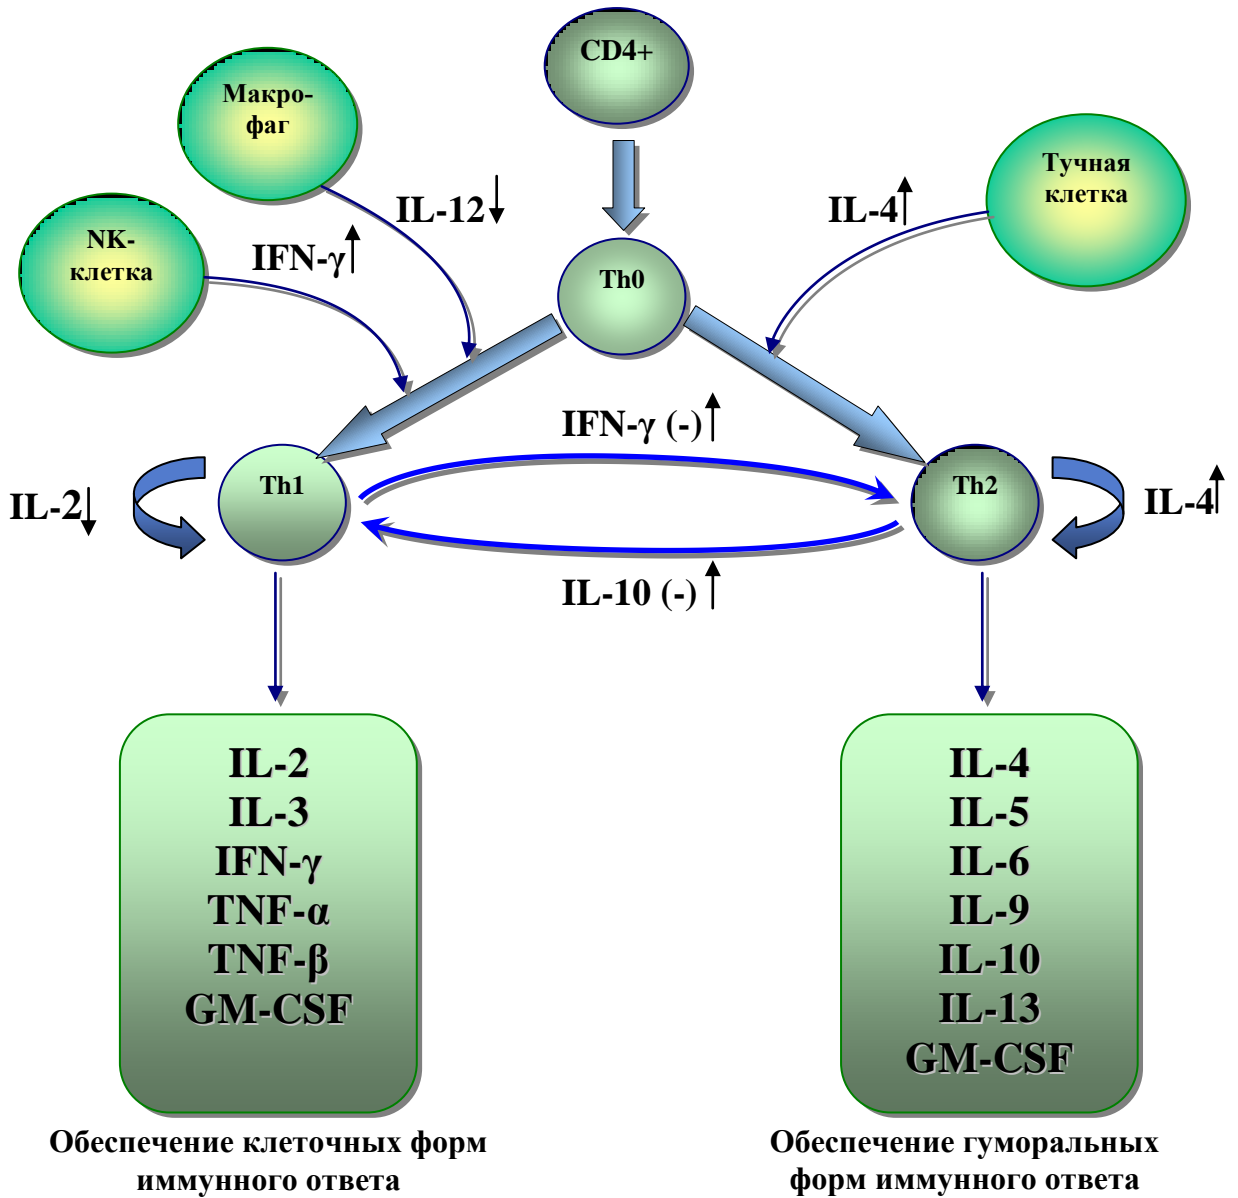 CD4+
Макро-
фаг
Тучная
клетка
IL-12↓
IL-4↑
NK-
клетка
IFN-γ↑
Th0
IFN-γ (-)↑
Th1
Th2
IL-2↓
IL-4↑
IL-10 (-)↑
IL-2
IL-3
IFN-γ
TNF-α
TNF-β
GM-CSF
IL-4
IL-5
IL-6
IL-9
IL-10
IL-13
GM-CSF
Обеспечение клеточных форм
иммунного ответа
Обеспечение гуморальных
форм иммунного ответа